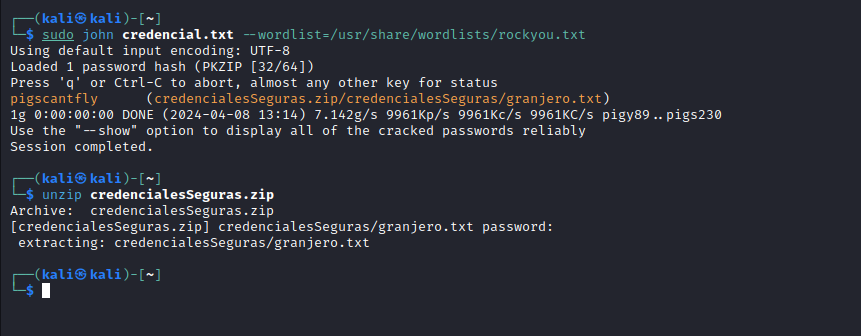 ┌──(kali㉿kali)-[~]
└─$ sudo john credencial.txt --wordlist=/usr/share/wordlists/rockyou.txt
Using default input encoding: UTF-8
Loaded 1 password hash (PKZIP [32/64])
Press 'q' or Ctrl-C to abort, almost any other key for status
pigscantfly      (credencialesSeguras.zip/credencialesSeguras/granjero.txt)
1g 0:00:00:00 DONE (2024-04-08 13:14) 7.142g/s 9961Kp/s 9961Kc/s 9961KC/s pigy89..pigs230
Use the "--show" option to display all of the cracked passwords reliably
Session completed.
┌──(kali㉿kali)-[~]
└─$ unzip credencialesSeguras.zip
Archive:  credencialesSeguras.zip
[credencialesSeguras.zip] credencialesSeguras/granjero.txt password:
 extracting: credencialesSeguras/granjero.txt
┌──(kali㉿kali)-[~]
└─$